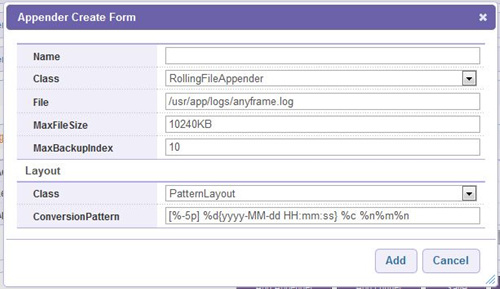 Appender Create Form
Name
Class RollingFileAppender
File /usr/app/logs/anyframe.log
MaxFileSize 10240KB
MaxBackupIndex 10
Layout
Class PatternLayout
ConversionPattern [%-5p] %d{yyyy-MM-dd HH:mm:ss} %c %n%m%n
Add Cancel